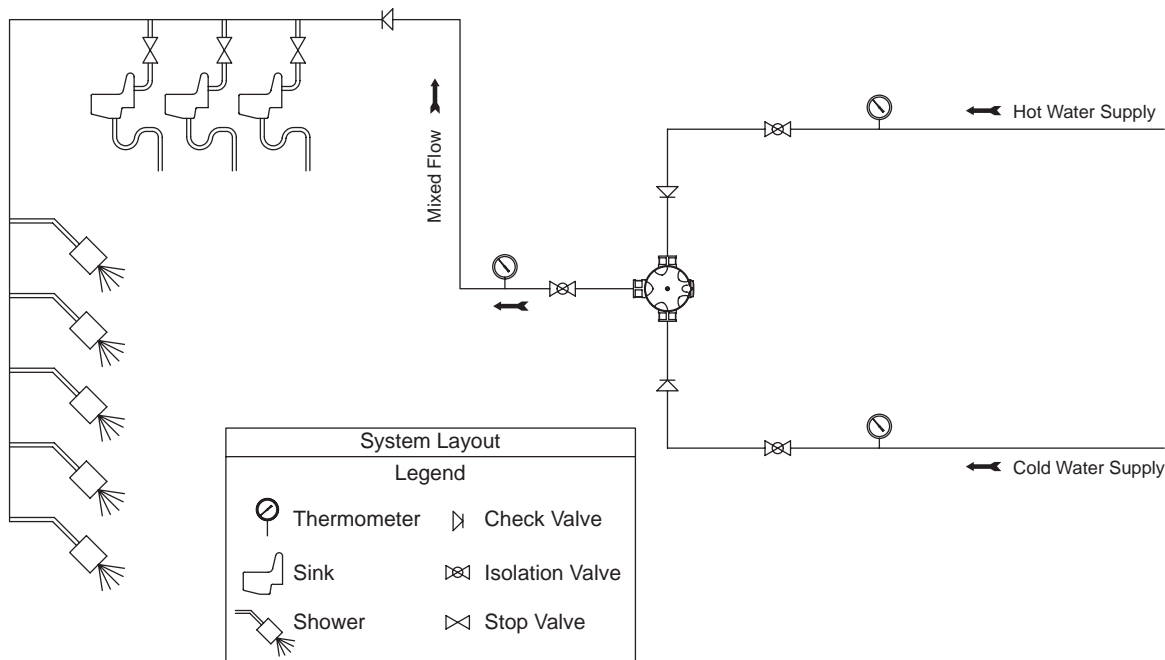 Hot Water Supply
Mixed Flow
Cold Water Supply
System Layout
Legend
Thermometer
Check Valve
Sink
Isolation Valve
Shower
Stop Valve